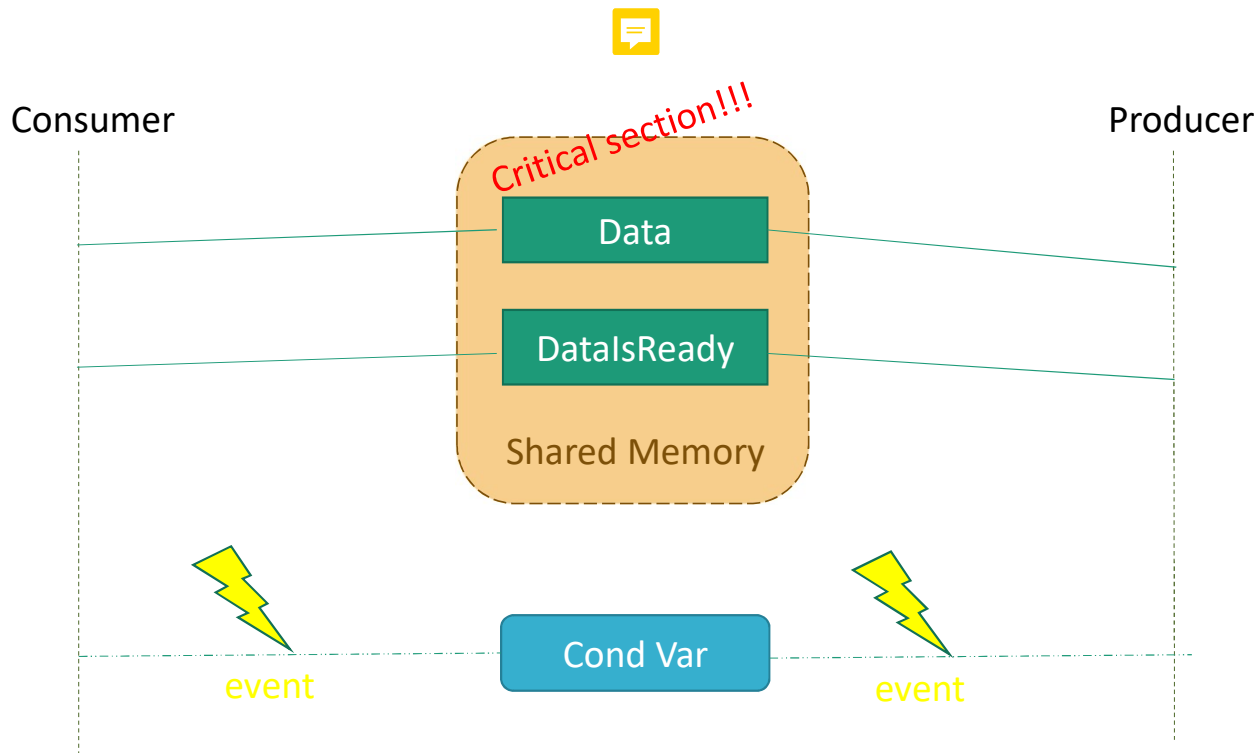 Consumer
Critical section!!!
Producer
Data
DataIsReady
Shared Memory
Cond Var
event
event